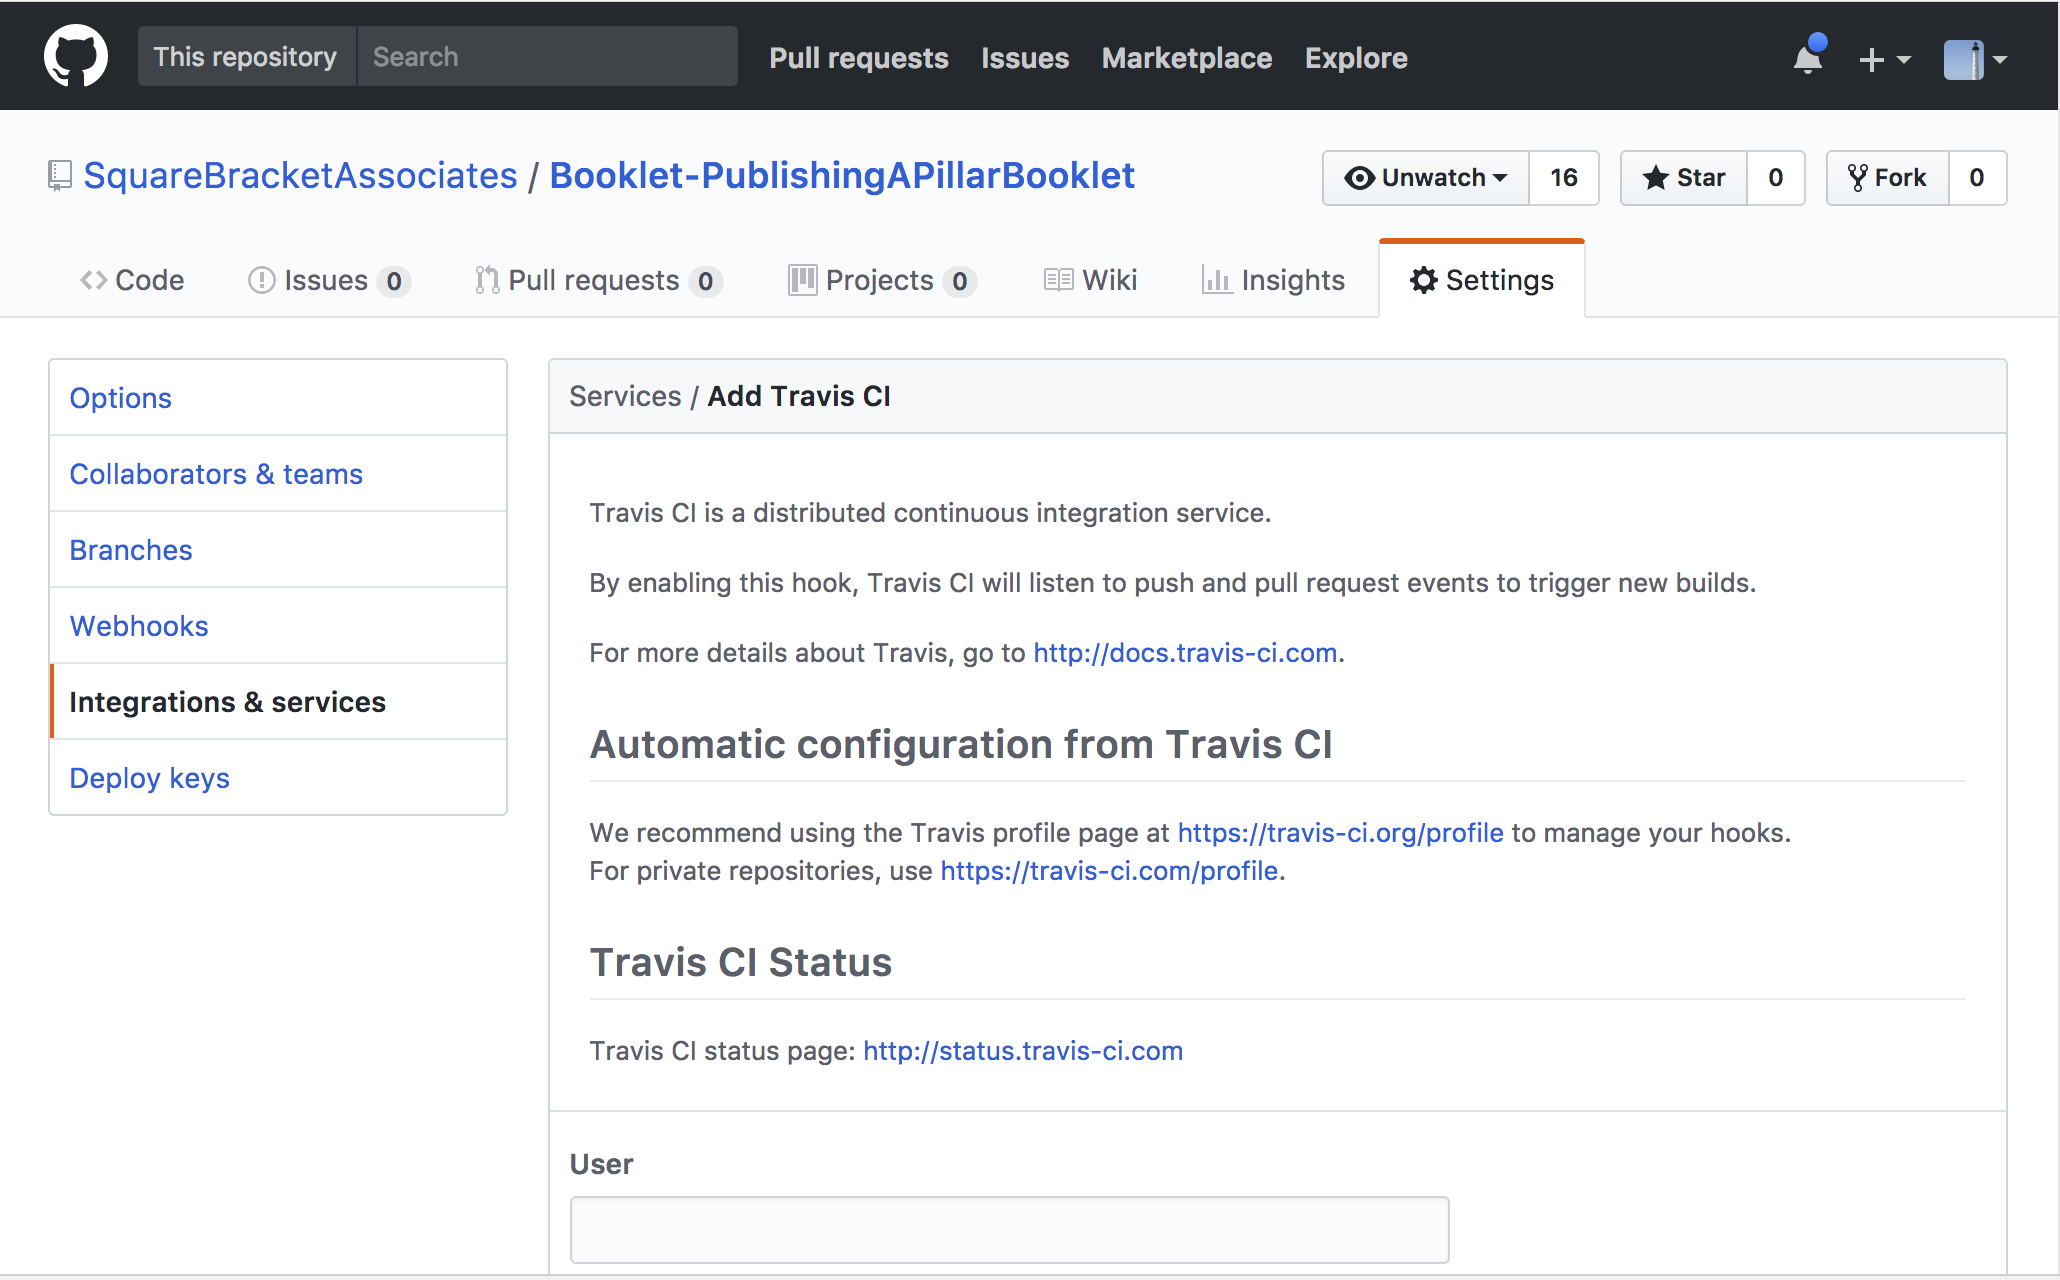 This repository Search Pull requests Issues Marketplace Explore
SquareBracketAssociates / Booklet-PublishingAPillarBooklet Unwatch 16 Star 0 Fork 0
Code Issues 0 Pull requests 0 Projects 0 Wiki Insights Settings
Options
Collaborators & teams
Branches
Webhooks
Integrations & services
Deploy keys
Services / Add Travis CI
Travis CI is a distributed continuous integration service.
By enabling this hook, Travis CI will listen to push and pull request events to trigger new builds.
For more details about Travis, go to http://docs.travis-ci.com.
Automatic configuration from Travis CI
We recommend using the Travis profile page at https://travis-ci.org/profile to manage your hooks.
For private repositories, use https://travis-ci.com/profile.
Travis CI Status
Travis CI status page: http://status.travis-ci.com
User